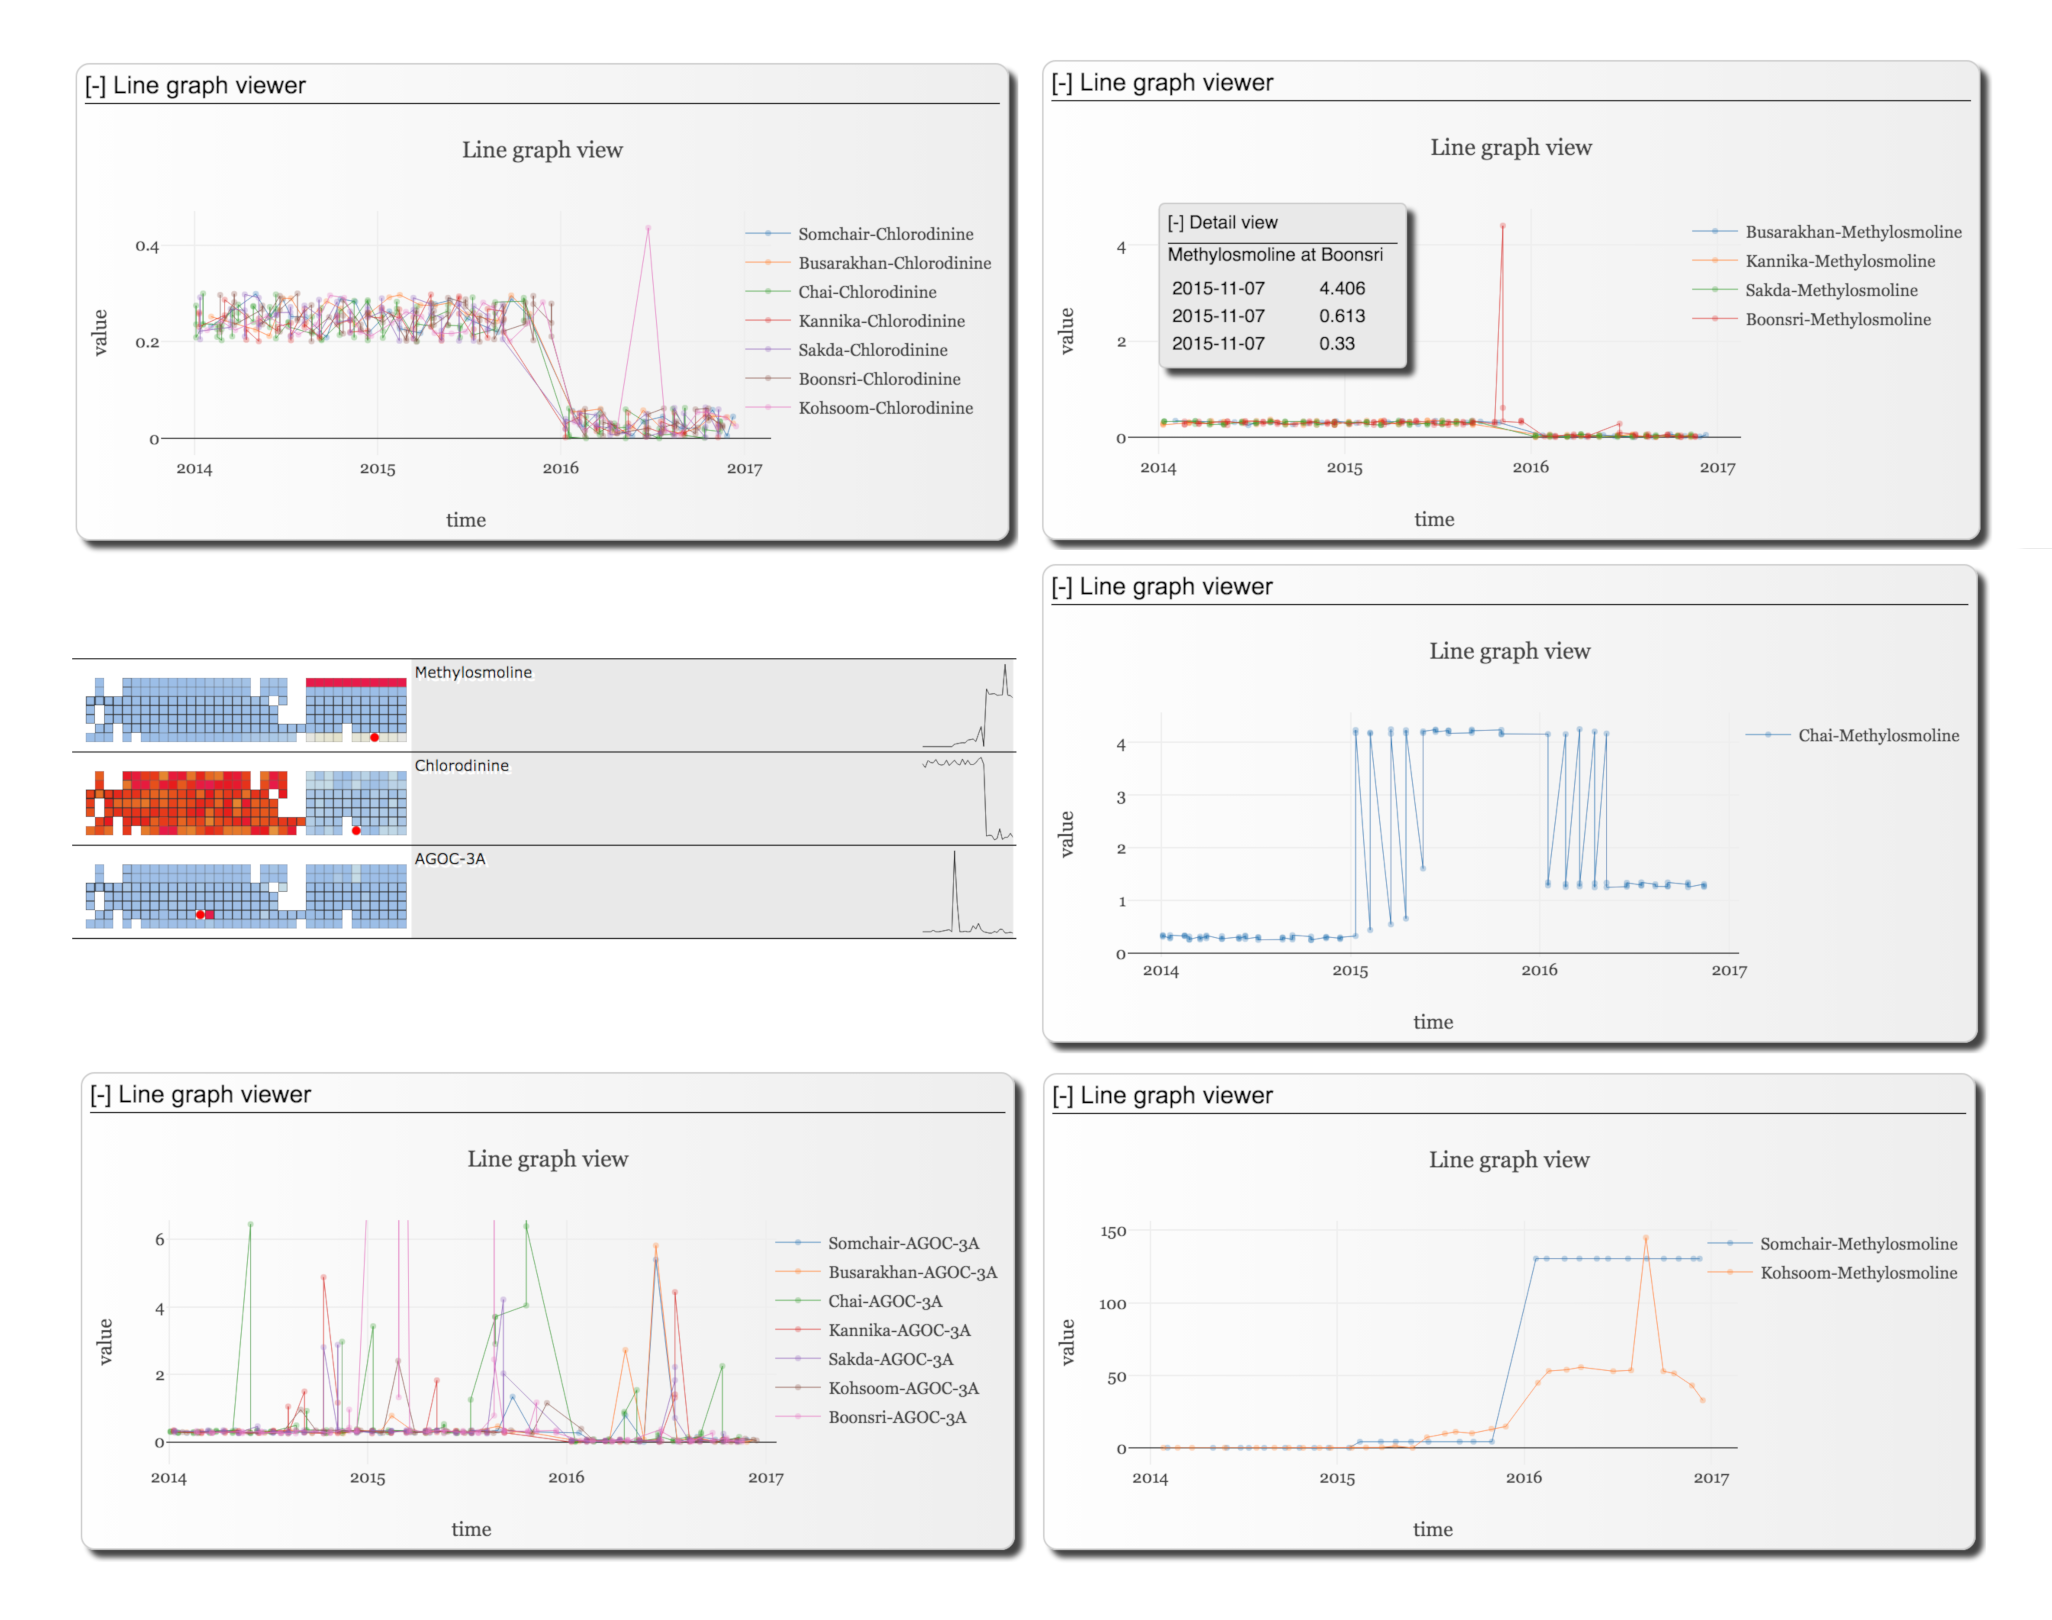 [-] Line graph viewer
Line graph view
0.4
0.2
0
value
2014 2015 2016 2017
time
Somchair-Chlorodinine
Busarakhan-Chlorodinine
Chai-Chlorodinine
Kannika-Chlorodinine
Sakda-Chlorodinine
Boonsri-Chlorodinine
Kohsoom-Chlorodinine
[-] Line graph viewer
Line graph view
[-] Detail view
Methylosmoline at Boonsri
2015-11-07 4.406
2015-11-07 0.613
2015-11-07 0.33
4
2
0
value
2014 2015 2016 2017
time
Busarakhan-Methylosmoline
Kannika-Methylosmoline
Sakda-Methylosmoline
Boonsri-Methylosmoline
Methylosmoline
Chlorodinine
AGOC-3A
[-] Line graph viewer
Line graph view
4
3
2
1
0
value
2014 2015 2016 2017
time
Chai-Methylosmoline
[-] Line graph viewer
Line graph view
6
4
2
0
value
2014 2015 2016 2017
time
Somchair-AGOC-3A
Busarakhan-AGOC-3A
Chai-AGOC-3A
Kannika-AGOC-3A
Sakda-AGOC-3A
Kohsoom-AGOC-3A
Boonsri-AGOC-3A
[-] Line graph viewer
Line graph view
150
100
50
0
value
2014 2015 2016 2017
time
Somchair-Methylosmoline
Kohsoom-Methylosmoline